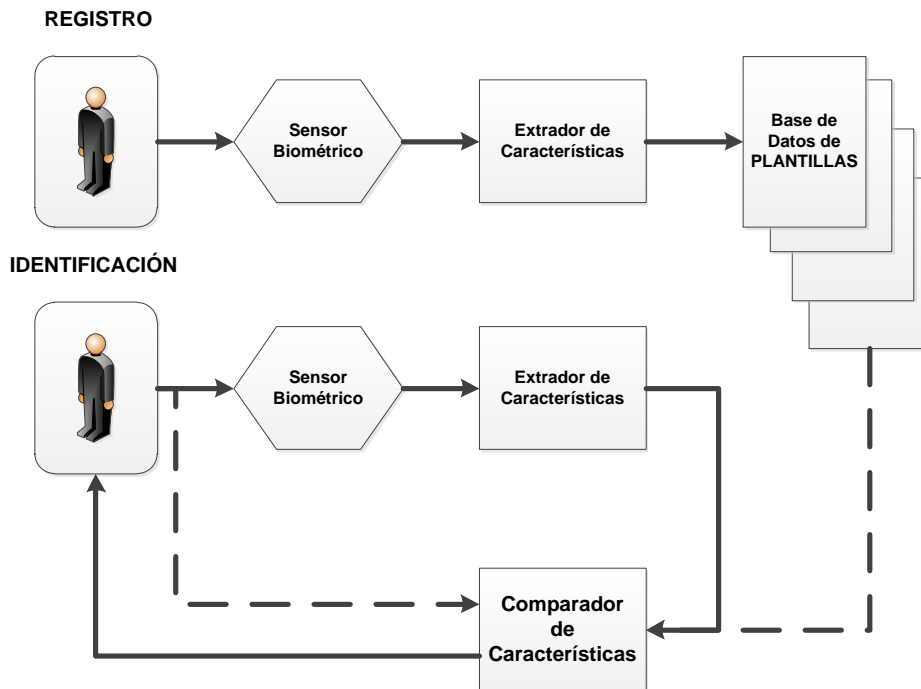 REGISTRO
Sensor
Biométrico
Extrador de
Características
Base de
Datos de
PLANTILLAS
IDENTIFICACIÓN
Sensor
Biométrico
Extrador de
Características
Comparador
de
Características